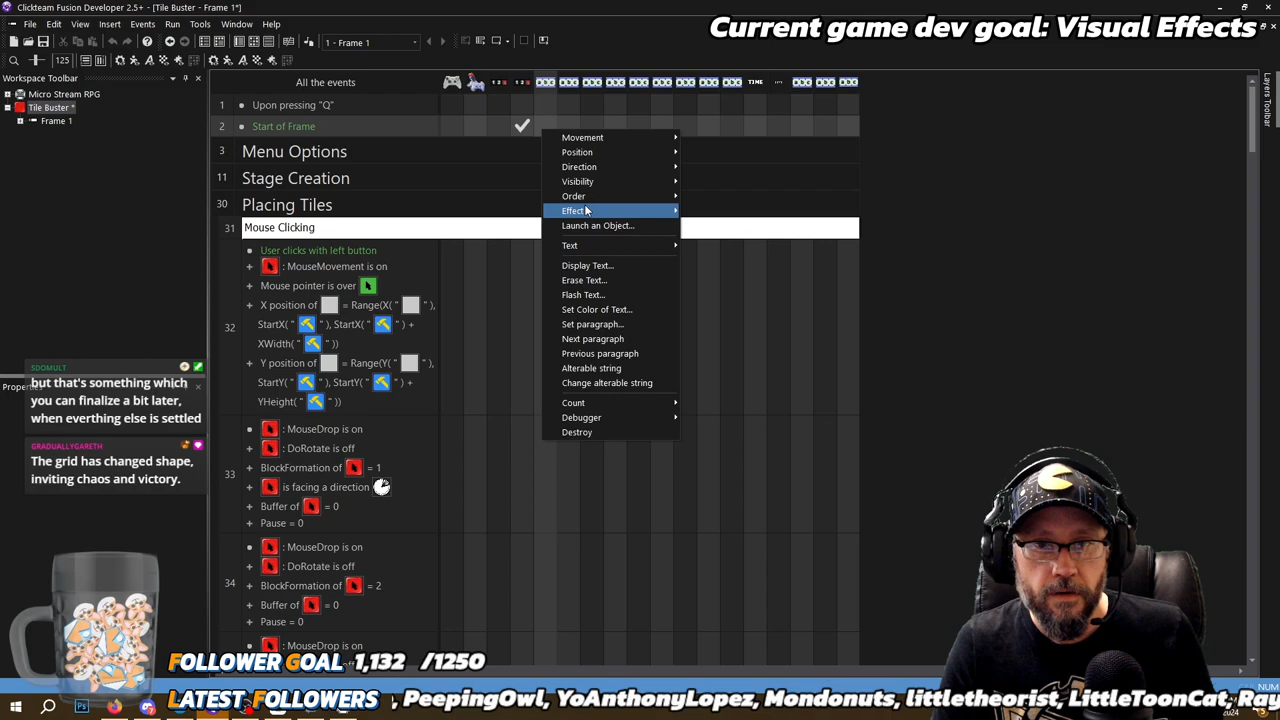 Clickteam Fusion Developer 2.5+ - [Tile Buster - Frame 1*]
Current game dev goal: Visual Effects
File Edit View Insert Events Run Tools Window Help
1 - Frame 1
123
Workspace Toolbar
Micro Stream RPG
Tile Buster *
Frame 1
All the events
TIME
Layers Toolbar
1 Upon pressing "Q"
2 Start of Frame
3 Menu Options
11 Stage Creation
30 Placing Tiles
31 Mouse Clicking
32
User clicks with left button
+ : MouseMovement is on
+ Mouse pointer is over
+ X position of = Range(X( " " ),
StartX( " " ), StartX( " " ) +
XWidth( " " ))
+ Y position of = Range(Y( " " ),
StartY( " " ), StartY( " " ) +
YHeight( " " ))
33
: MouseDrop is on
+ : DoRotate is off
+ BlockFormation of = 1
+ is facing a direction
+ Buffer of = 0
+ Pause = 0
34
: MouseDrop is on
+ : DoRotate is off
+ BlockFormation of = 2
+ Buffer of = 0
+ Pause = 0
: MouseDrop is on
Movement
Position
Direction
Visibility
Order
Effect
Launch an Object...
Text
Display Text...
Erase Text...
Flash Text...
Set Color of Text...
Set paragraph...
Next paragraph
Previous paragraph
Alterable string
Change alterable string
Count
Debugger
Destroy
SDOMULT
but that's something which
you can finalize a bit later,
when everthing else is settled
GRADUALLYGARETH
The grid has changed shape,
inviting chaos and victory.
FOLLOWER GOAL 1,132 /1250
LATEST FOLLOWERS , PeepingOwl, YoAnthonyLopez, Mondonuts, littletheorist, LittleToonCat,
NUM